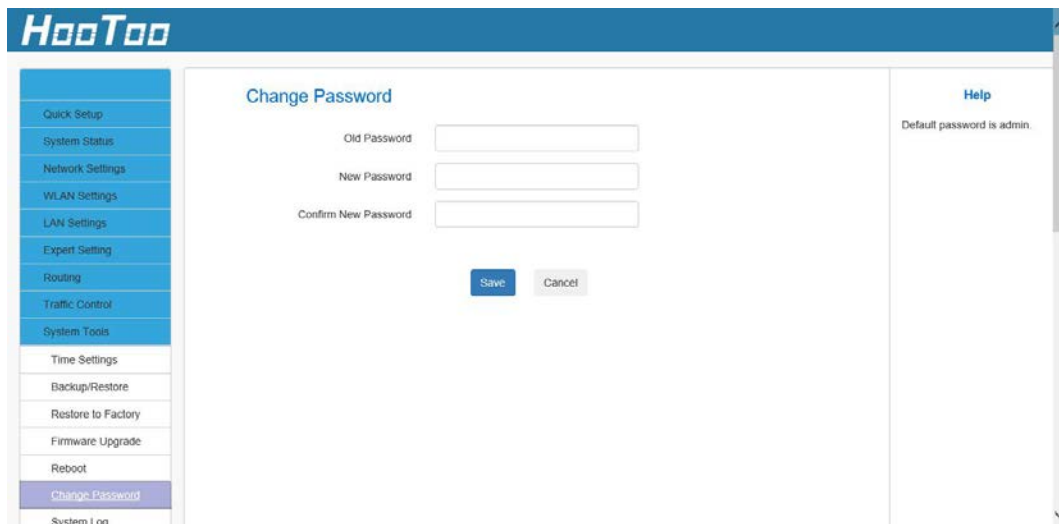 HooToo
Quick Setup
System Status
Network Settings
WLAN Settings
LAN Settings
Expert Setting
Routing
Traffic Control
System Tools
Time Settings
Backup/Restore
Restore to Factory
Firmware Upgrade
Reboot
Change Password
System Log
Change Password
Old Password
New Password
Confirm New Password
Save Cancel
Help
Default password is admin.